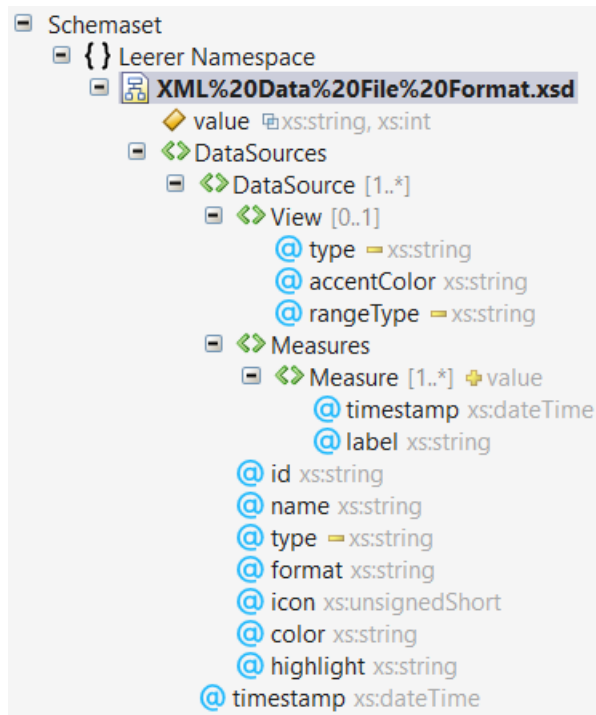 Schemaset
{ } Leerer Namespace
XML%20Data%20File%20Format.xsd
value xs:string, xs:int
DataSources
DataSource [1..*]
View [0..1]
@ type xs:string
@ accentColor xs:string
@ rangeType xs:string
Measures
Measure [1..*] value
@ timestamp xs:dateTime
@ label xs:string
@ id xs:string
@ name xs:string
@ type xs:string
@ format xs:string
@ icon xs:unsignedShort
@ color xs:string
@ highlight xs:string
@ timestamp xs:dateTime